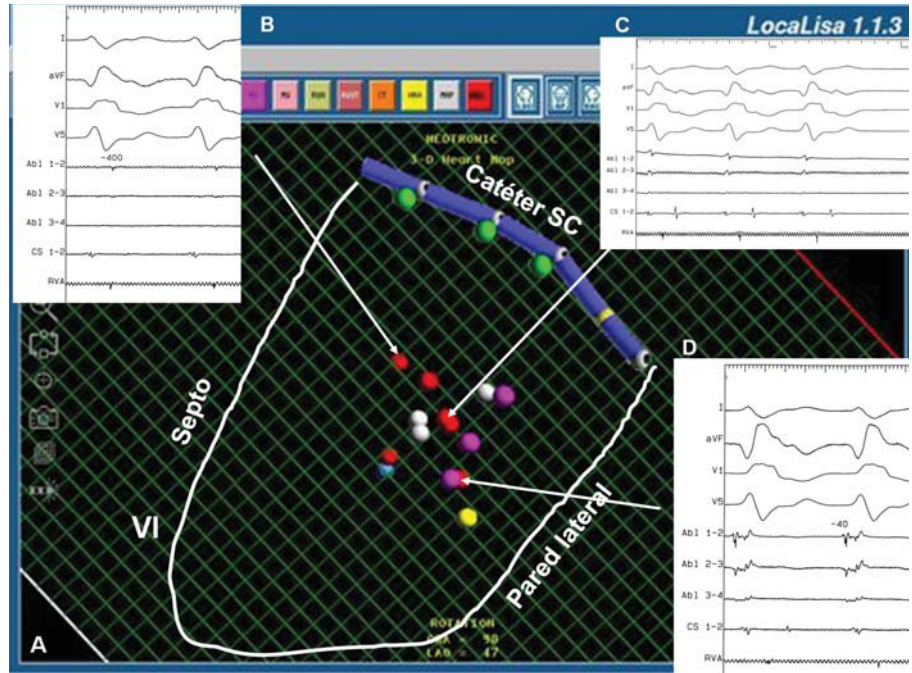 B
LocaLisa 1.1.3
C
I
aVF
V1
V5
-400
Abl 1-2
Abl 2-3
Abl 3-4
CS 1-2
RVA
I
aVF
V1
V5
Abl 1-2
Abl 2-3
Abl 3-4
CS 1-2
RVA
MEDTRONIC
3-D Heart Map
Catéter SC
Septo
VI
Pared lateral
D
I
aVF
V1
V5
-40
Abl 1-2
Abl 2-3
Abl 3-4
CS 1-2
RVA
A
ROTATION
= 90
LAO = 47